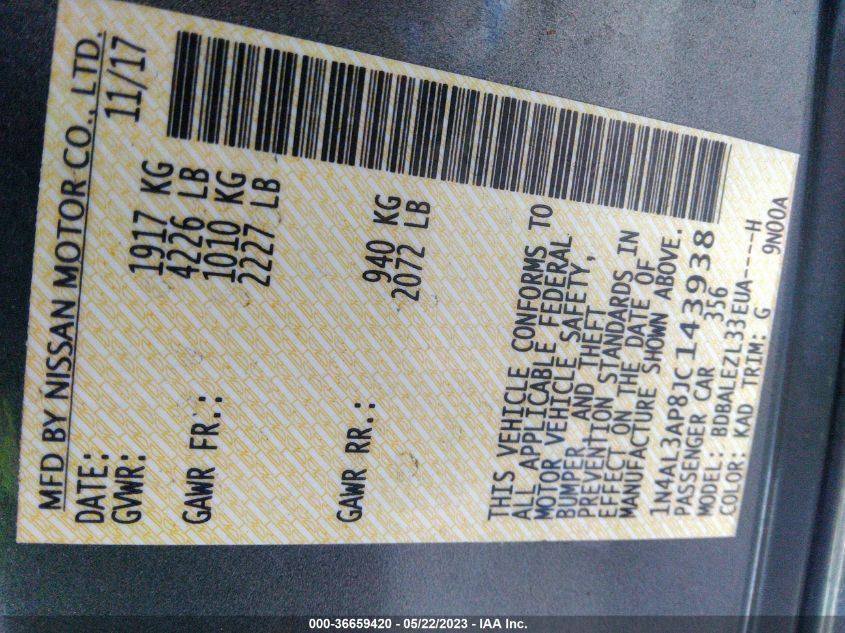 MFD BY NISSAN MOTOR CO., LTD.
DATE: 11/17
GVWR: 1917 KG
4226 LB
GAWR FR.: 1010 KG
2227 LB
GAWR RR.: 940 KG
2072 LB
THIS VEHICLE CONFORMS TO
ALL APPLICABLE FEDERAL
MOTOR VEHICLE SAFETY,
BUMPER AND THEFT
PREVENTION STANDARDS IN
EFFECT ON THE DATE OF
MANUFACTURE SHOWN ABOVE.
1N4AL3AP8JC143938
PASSENGER CAR 356
MODEL: BDBALEZL33EUA----H
COLOR: KAD TRIM: G 9N00A
000-36659420 - 05/22/2023 - IAA Inc.